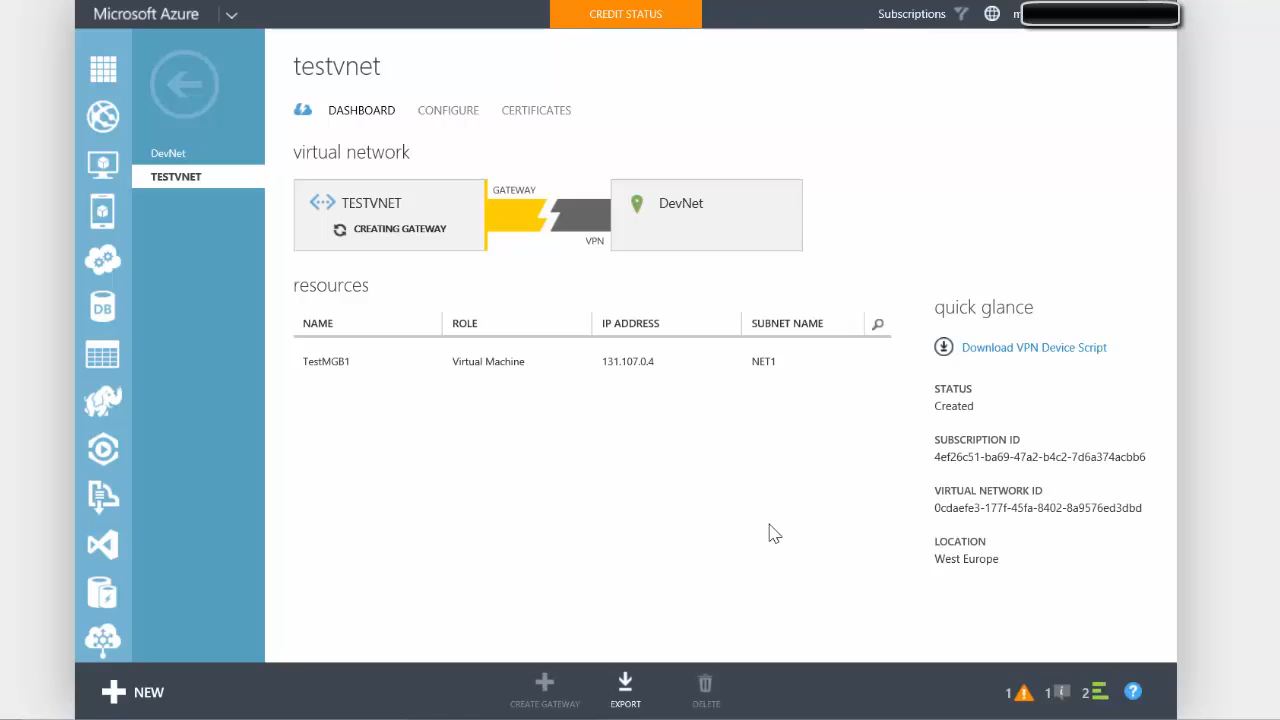 Microsoft Azure
CREDIT STATUS
Subscriptions
testvnet
DASHBOARD CONFIGURE CERTIFICATES
DevNet
TESTVNET
virtual network
TESTVNET
CREATING GATEWAY
GATEWAY
VPN
DevNet
resources
NAME ROLE IP ADDRESS SUBNET NAME
TestMGB1 Virtual Machine 131.107.0.4 NET1
quick glance
Download VPN Device Script
STATUS
Created
SUBSCRIPTION ID
4ef26c51-ba69-47a2-b4c2-7d6a374acbb6
VIRTUAL NETWORK ID
0cdaefe3-177f-45fa-8402-8a9576ed3dbd
LOCATION
West Europe
DB
NEW
CREATE GATEWAY
EXPORT
DELETE
1 1 2 ?